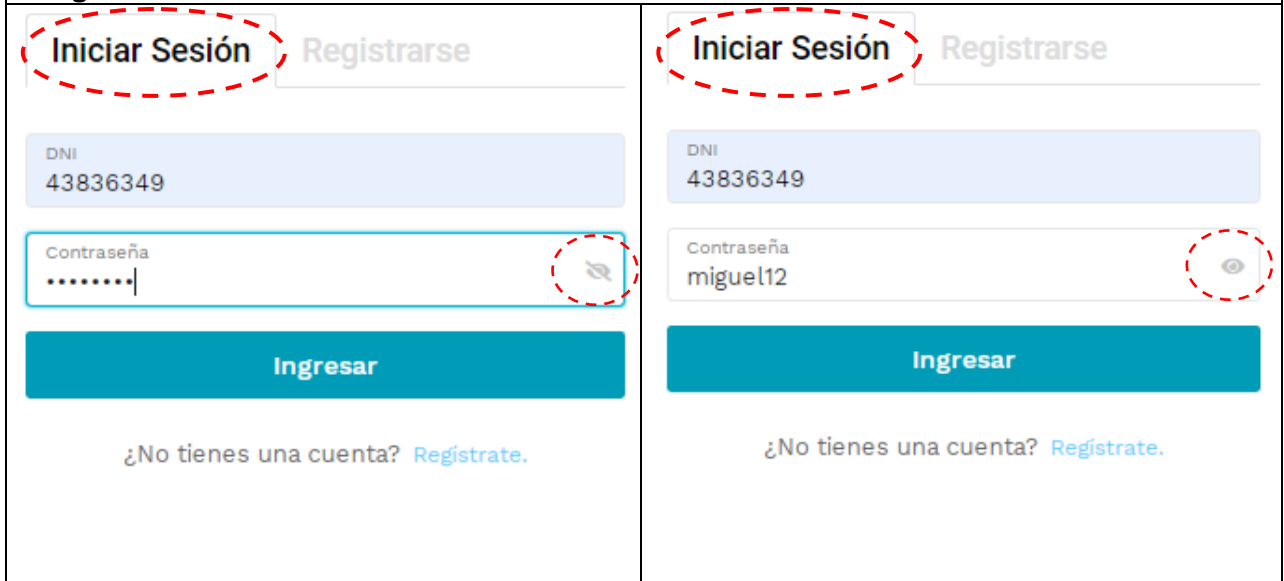 Iniciar Sesión Registrarse
DNI
43836349
Contraseña
••••••••
Ingresar
¿No tienes una cuenta? Regístrate.
Iniciar Sesión Registrarse
DNI
43836349
Contraseña
miguel12
Ingresar
¿No tienes una cuenta? Regístrate.